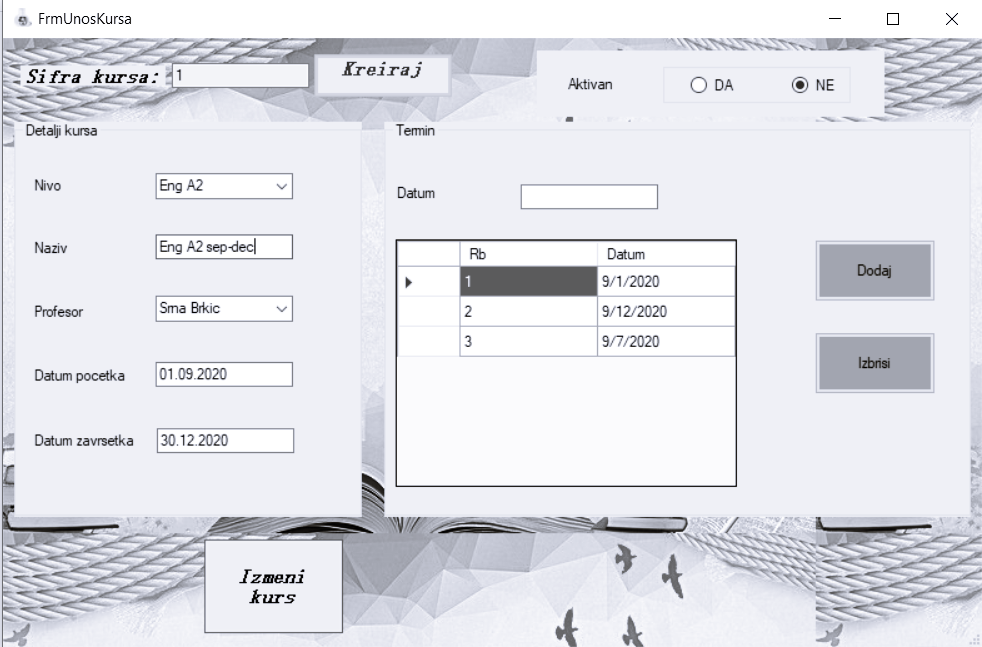 FrmUnosKursa
Sifra kursa: 1
Kreiraj
Aktivan
DA
NE
Detalji kursa
Nivo
Eng A2
Naziv
Eng A2 sep-dec
Profesor
Srna Brkic
Datum pocetka
01.09.2020
Datum zavrsetka
30.12.2020
Termin
Datum
Rb Datum
1 9/1/2020
2 9/12/2020
3 9/7/2020
Dodaj
Izbrisi
Izmeni
kurs